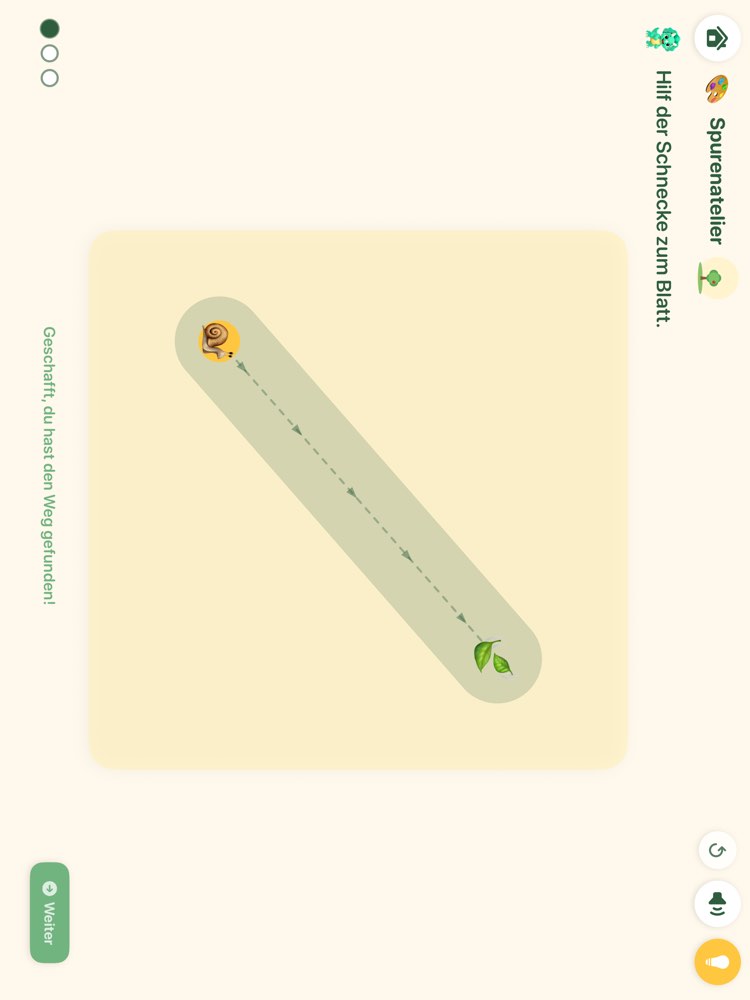 Spurenatelier
Hilf der Schnecke zum Blatt.
Geschafft, du hast den Weg gefunden!
Weiter